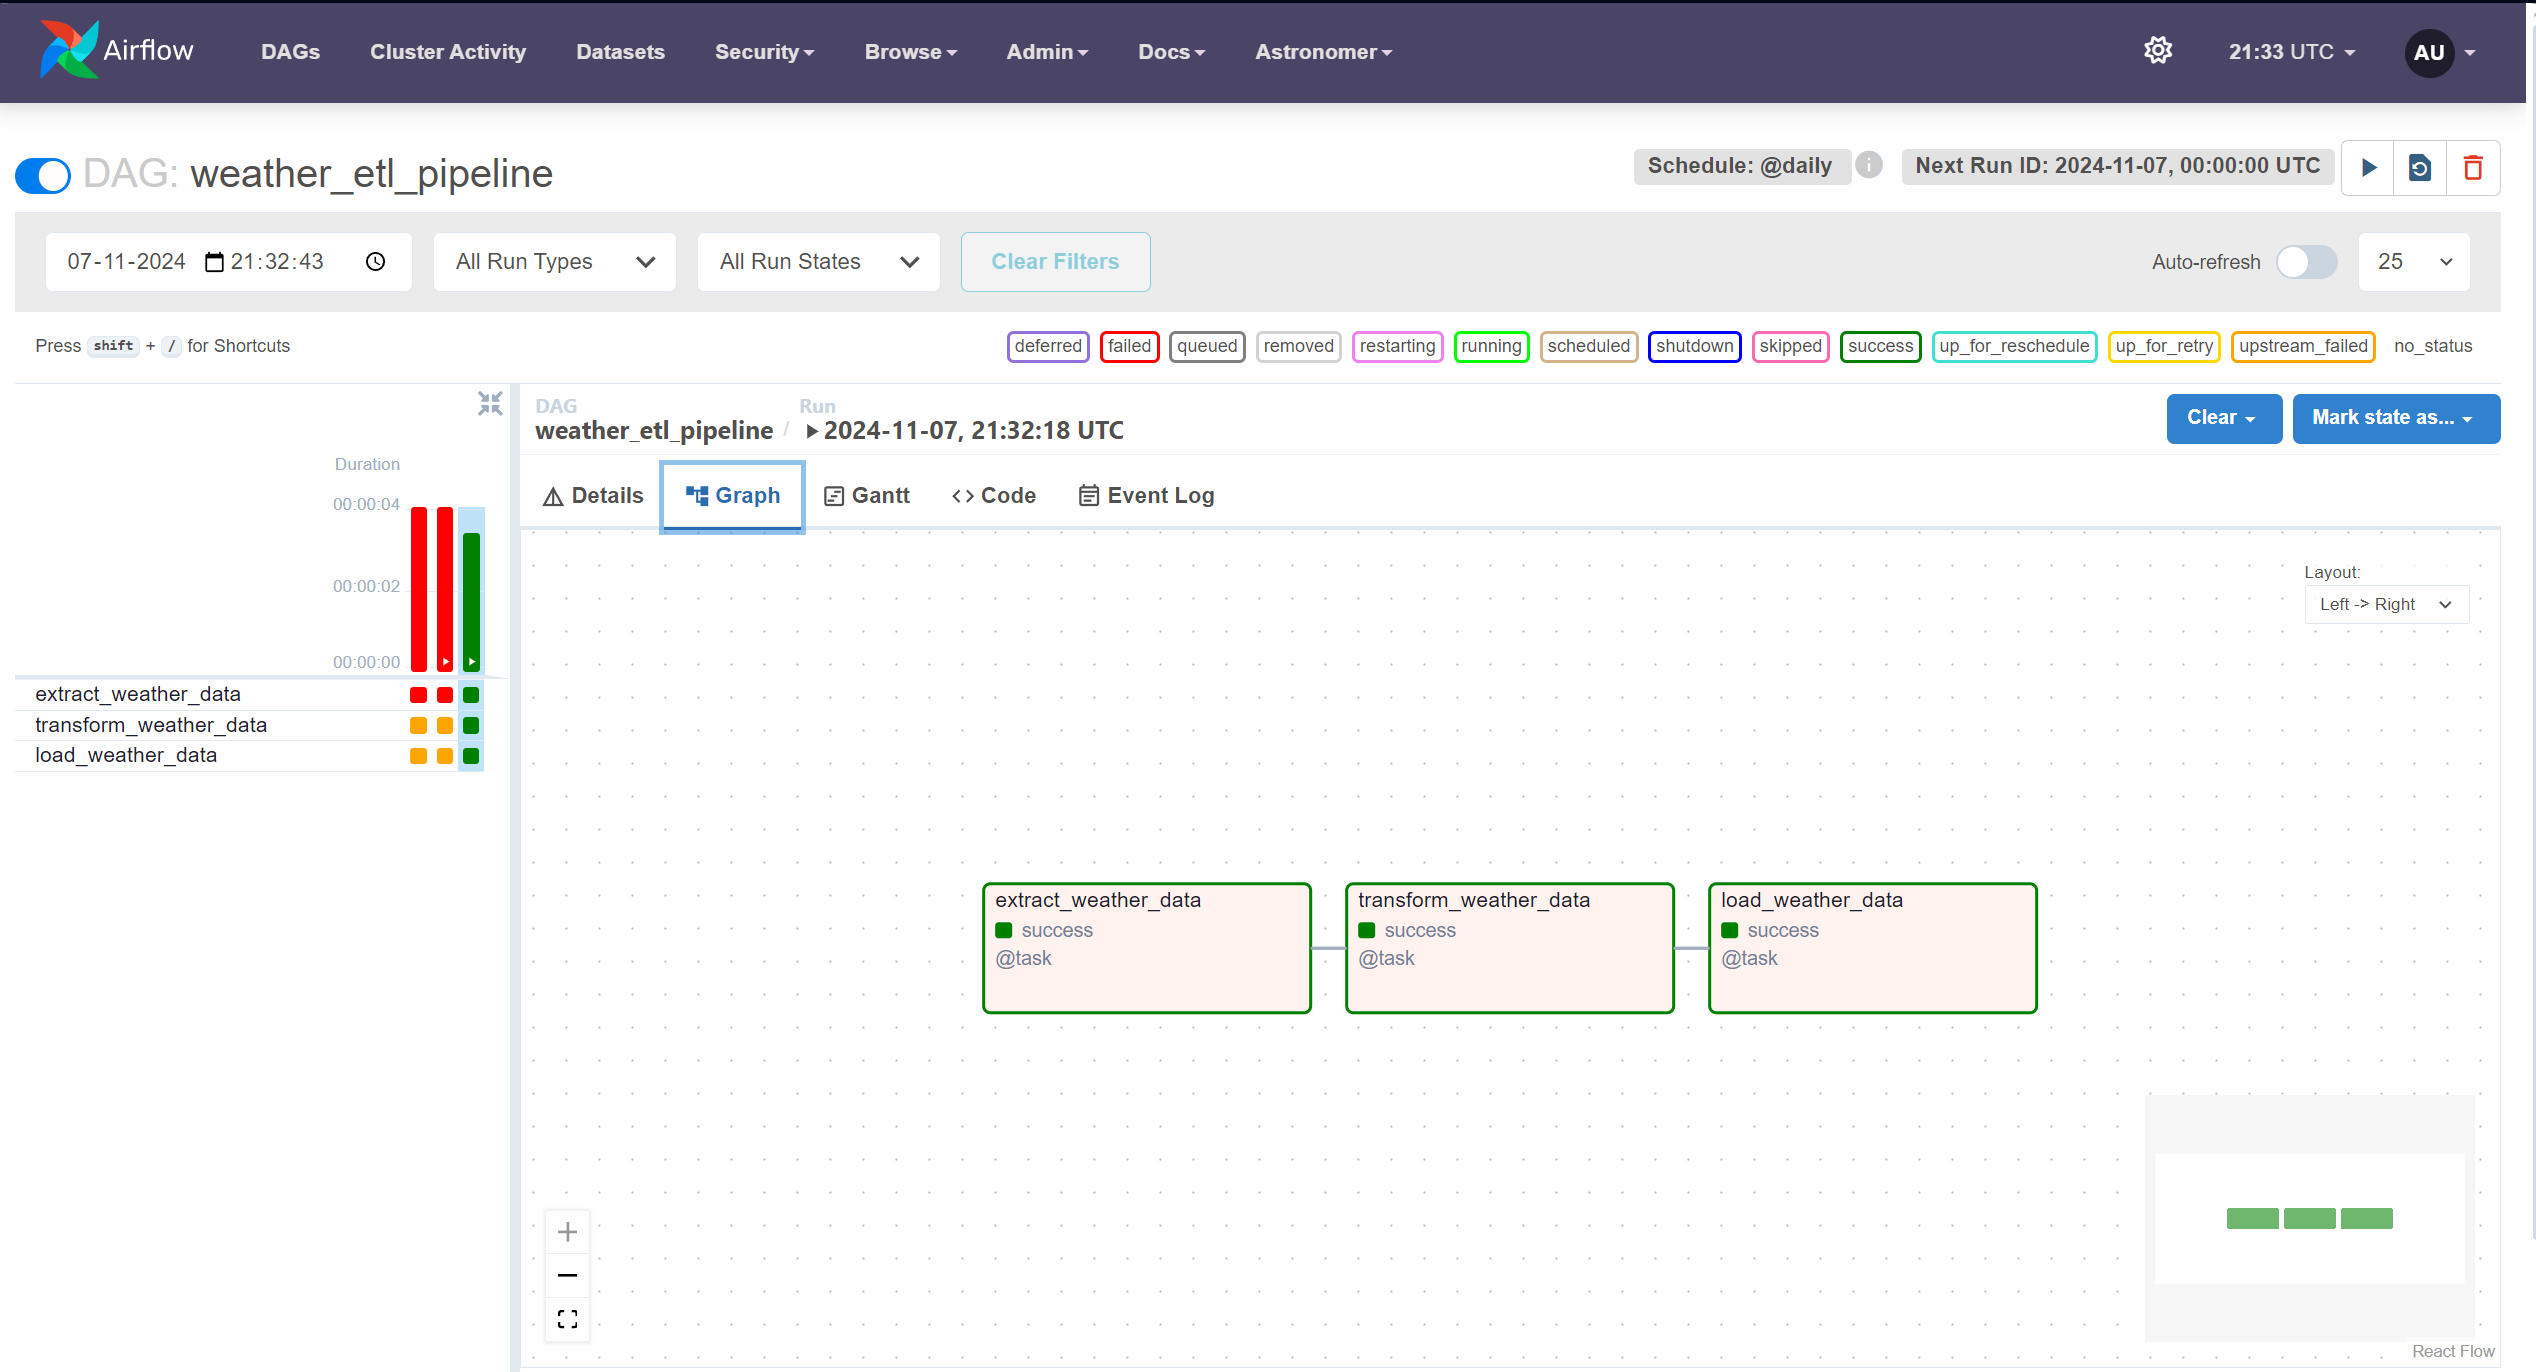 Airflow DAGs Cluster Activity Datasets Security Browse Admin Docs Astronomer 21:33 UTC AU
DAG: weather_etl_pipeline Schedule: @daily Next Run ID: 2024-11-07, 00:00:00 UTC
07-11-2024 21:32:43 All Run Types All Run States Clear Filters Auto-refresh 25
Press shift + / for Shortcuts deferred failed queued removed restarting running scheduled shutdown skipped success up_for_reschedule up_for_retry upstream_failed no_status
DAG Run
weather_etl_pipeline / 2024-11-07, 21:32:18 UTC Clear Mark state as...
Details Graph Gantt Code Event Log
Duration
00:00:04
00:00:02
00:00:00
extract_weather_data
transform_weather_data
load_weather_data
Layout:
Left -> Right
extract_weather_data
success
@task
transform_weather_data
success
@task
load_weather_data
success
@task
React Flow